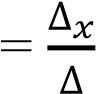 = Δₓ / Δ